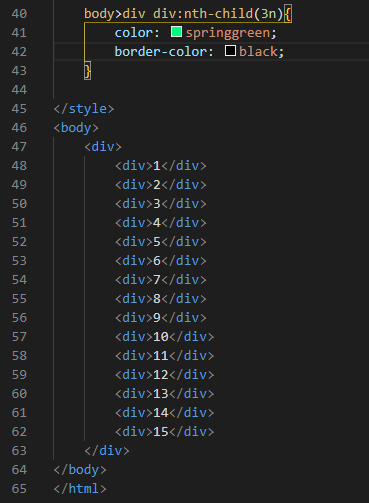 40 body>div div:nth-child(3n){
41 color: springgreen;
42 border-color: black;
43 }
44
45 </style>
46 <body>
47 <div>
48 <div>1</div>
49 <div>2</div>
50 <div>3</div>
51 <div>4</div>
52 <div>5</div>
53 <div>6</div>
54 <div>7</div>
55 <div>8</div>
56 <div>9</div>
57 <div>10</div>
58 <div>11</div>
59 <div>12</div>
60 <div>13</div>
61 <div>14</div>
62 <div>15</div>
63 </div>
64 </body>
65 </html>